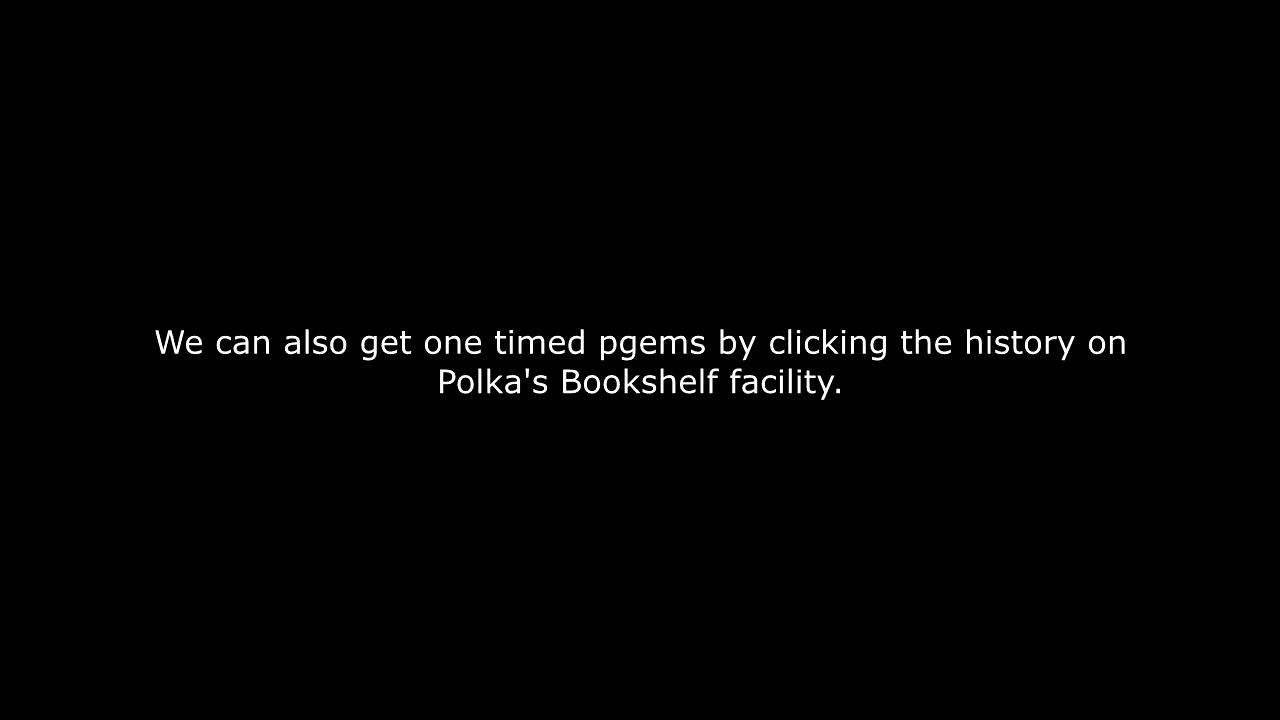 We can also get one timed pgems by clicking the history on
Polka's Bookshelf facility.